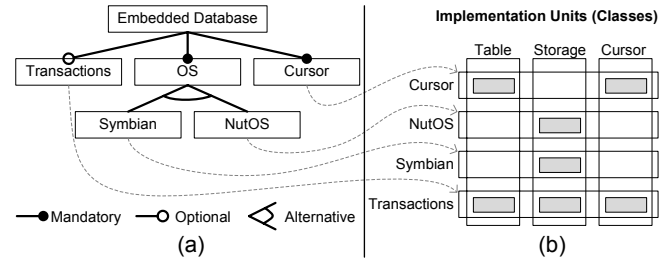 Embedded Database
Transactions
OS
Cursor
Symbian
NutOS
Mandatory
Optional
Alternative
(a)
Implementation Units (Classes)
Table
Storage
Cursor
Cursor
NutOS
Symbian
Transactions
(b)